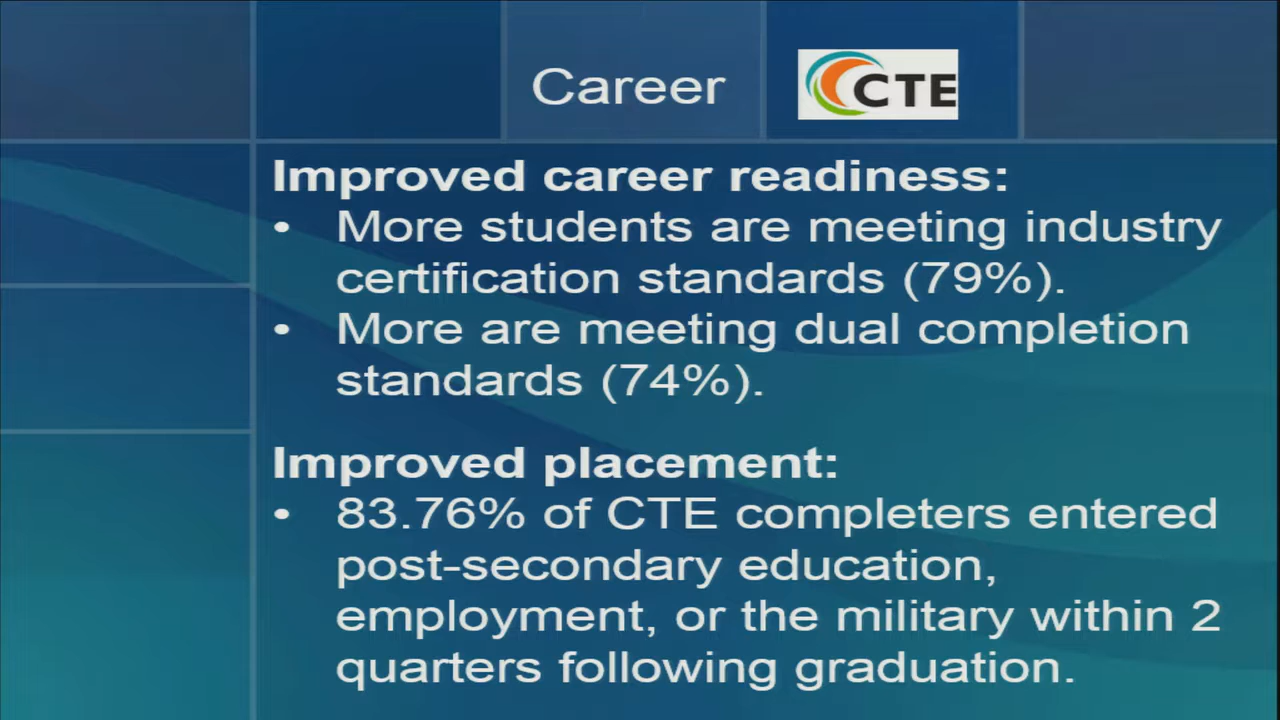 Career
CTE
Improved career readiness:
• More students are meeting industry
certification standards (79%).
• More are meeting dual completion
standards (74%).
Improved placement:
• 83.76% of CTE completers entered
post-secondary education,
employment, or the military within 2
quarters following graduation.